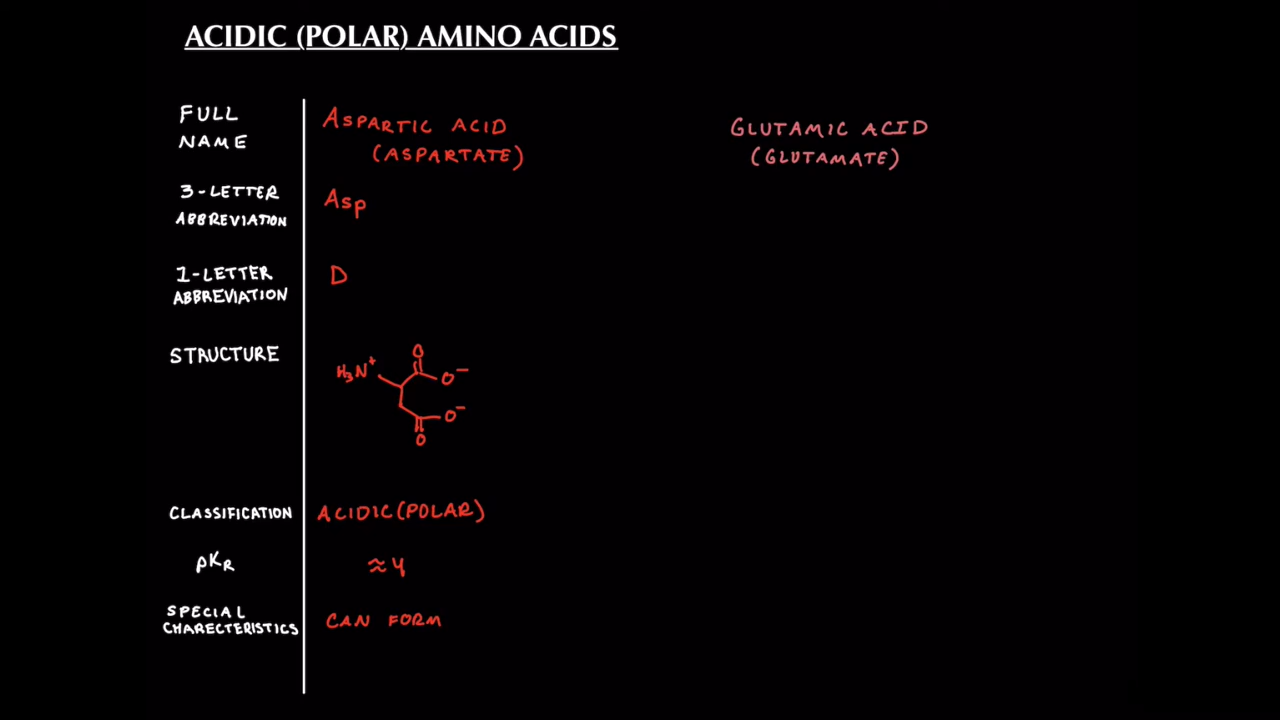 ACIDIC (POLAR) AMINO ACIDS
FULL
NAME
ASPARTIC ACID
(ASPARTATE)
GLUTAMIC ACID
(GLUTAMATE)
3-LETTER
ABBREVIATION
Asp
1-LETTER
ABBREVIATION
D
STRUCTURE
O
H₃N⁺
O⁻
O⁻
O
CLASSIFICATION
ACIDIC (POLAR)
pKR
≈4
SPECIAL
CHARECTERISTICS
CAN FORM